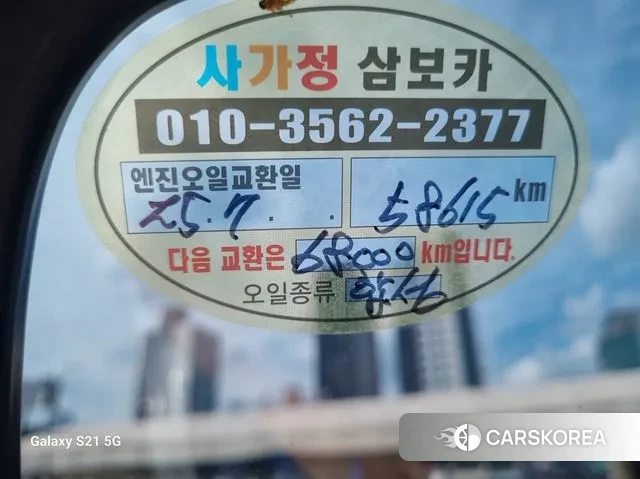 사가정 삼보카
010-3562-2377
엔진오일교환일
25.7. .
58615 km
다음 교환은 68000 km입니다.
오일종류 합성
Galaxy S21 5G
CARSKOREA